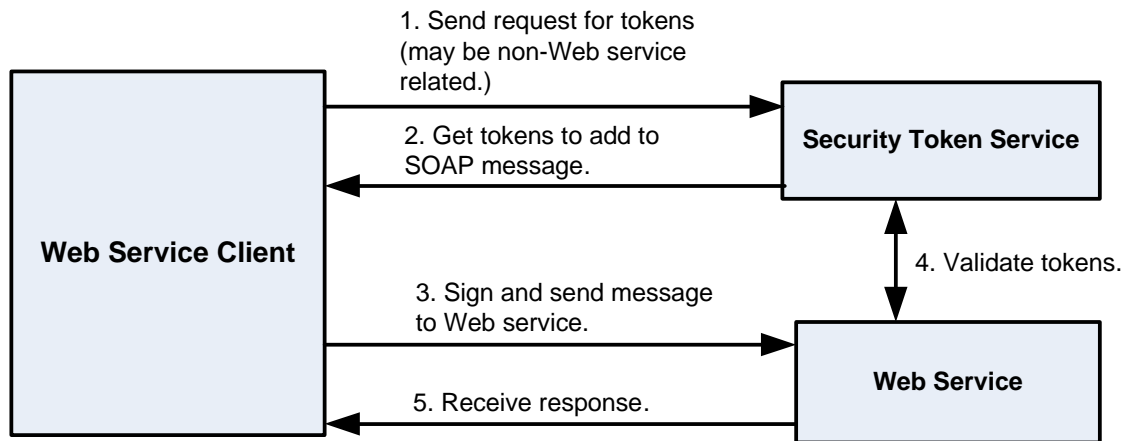 1. Send request for tokens
(may be non-Web service
related.)
Security Token Service
2. Get tokens to add to
SOAP message.
Web Service Client
4. Validate tokens.
3. Sign and send message
to Web service.
Web Service
5. Receive response.